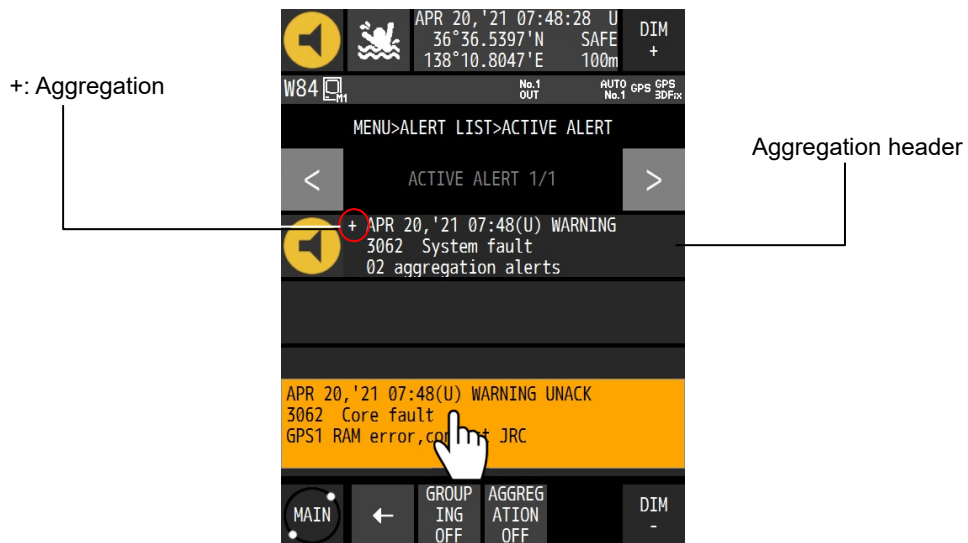 APR 20,'21 07:48:28 U
36°36.5397'N SAFE
138°10.8047'E 100m
DIM
+
+: Aggregation
W84 M1
No.1
OUT
AUTO
No.1
GPS
GPS
3DFix
MENU>ALERT LIST>ACTIVE ALERT
Aggregation header
< ACTIVE ALERT 1/1 >
+ APR 20,'21 07:48(U) WARNING
3062 System fault
02 aggregation alerts
APR 20,'21 07:48(U) WARNING UNACK
3062 Core fault
GPS1 RAM error, JRC
MAIN
←
GROUP
ING
OFF
AGGREG
ATION
OFF
DIM
-